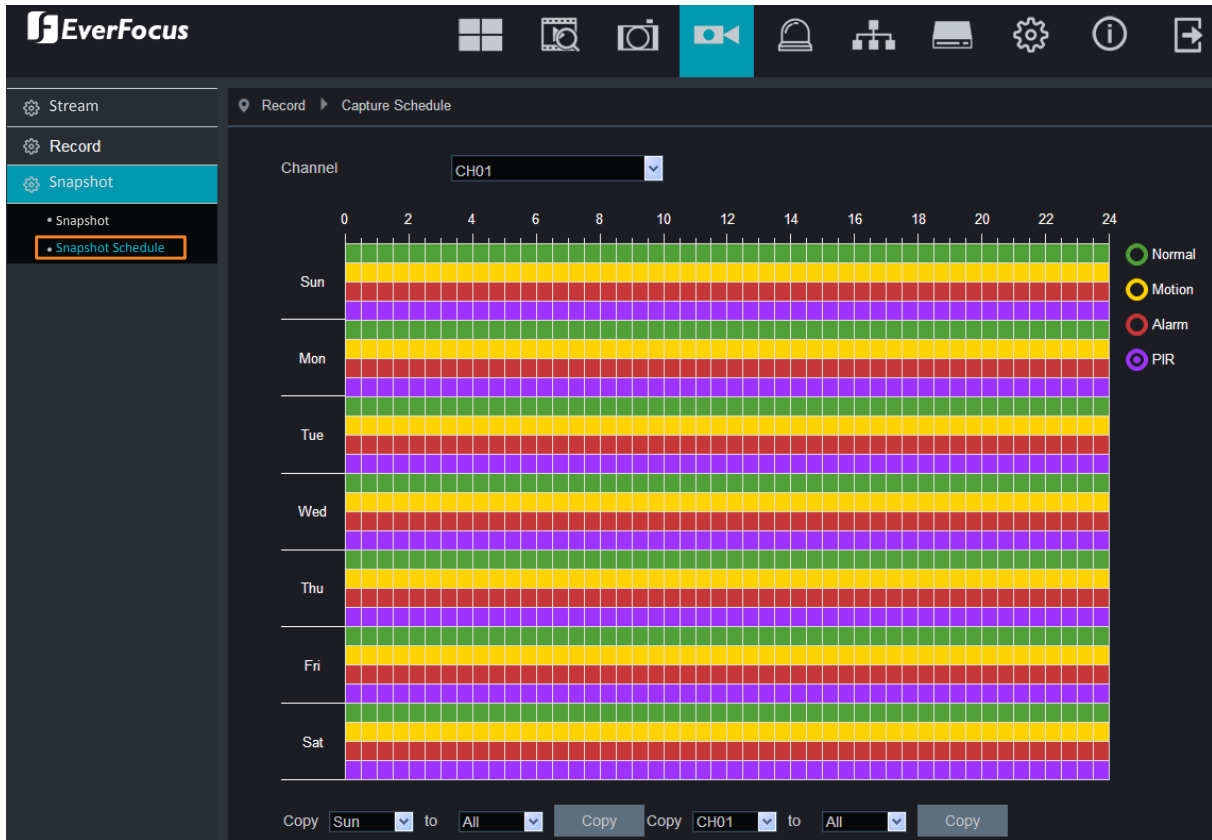 EverFocus
Stream
Record
Snapshot
Snapshot
Snapshot Schedule
Record Capture Schedule
Channel CH01
0 2 4 6 8 10 12 14 16 18 20 22 24
Sun
Mon
Tue
Wed
Thu
Fri
Sat
Normal
Motion
Alarm
PIR
Copy Sun to All Copy Copy CH01 to All Copy